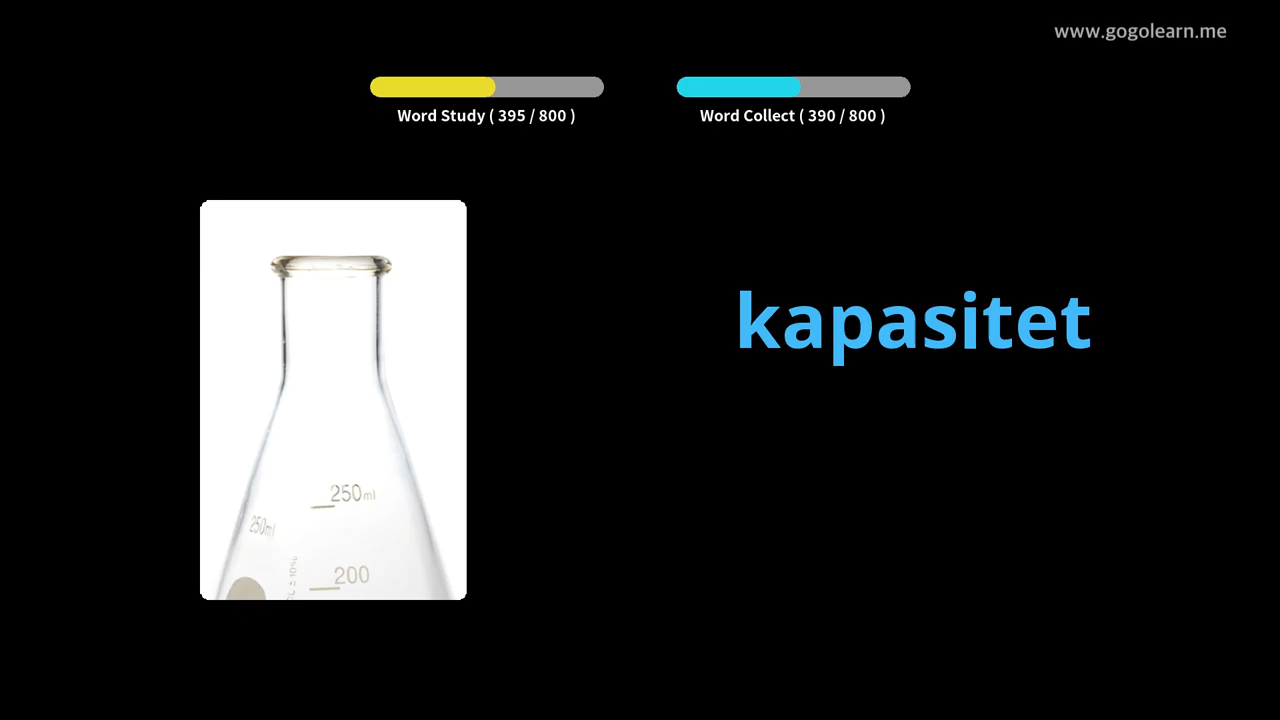 www.gogolearn.me
Word Study ( 395 / 800 )
Word Collect ( 390 / 800 )
kapasitet
250ml
250ml
200